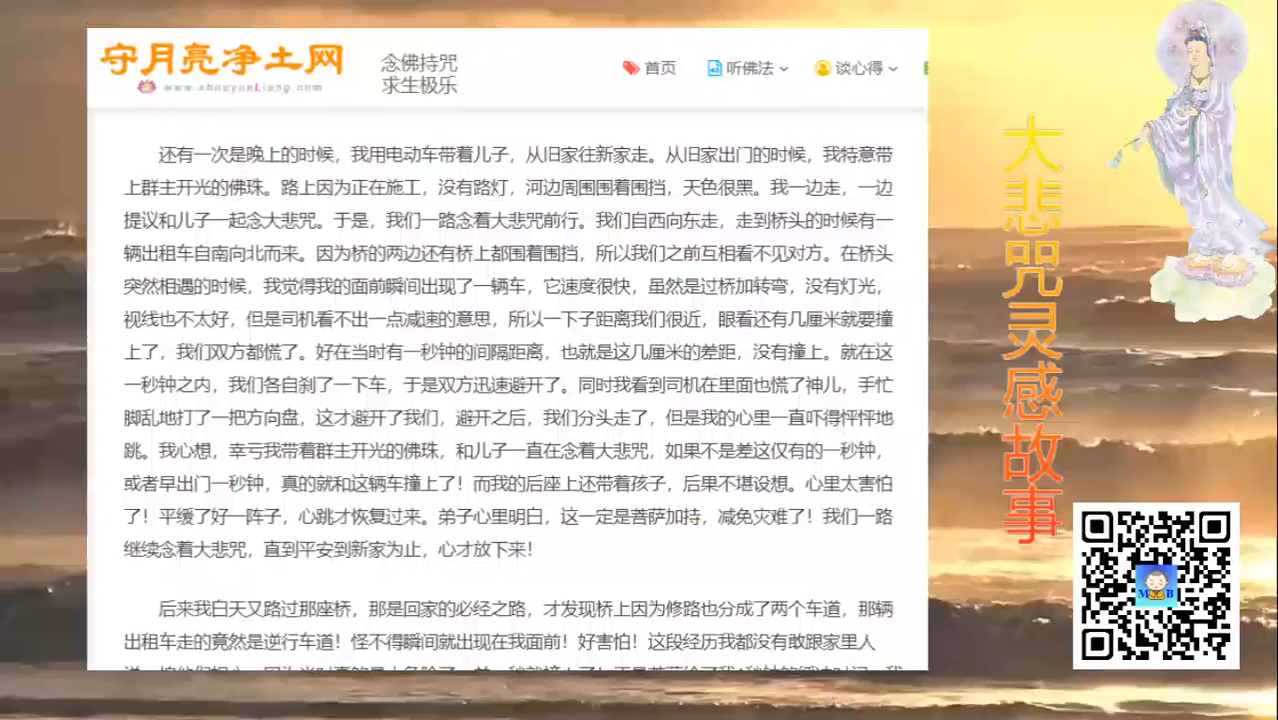 守月亮净土网
www.shouyueLiang.com
念佛持咒
求生极乐
首页
听佛法
谈心得
还有一次是晚上的时候，我用电动车带着儿子，从旧家往新家走。从旧家出门的时候，我特意带
上群主开光的佛珠。路上因为正在施工，没有路灯，河边周围围着围挡，天色很黑。我一边走，一边
提议和儿子一起念大悲咒。于是，我们一路念着大悲咒前行。我们自西向东走，走到桥头的时候有一
辆出租车自南向北而来。因为桥的两边还有桥上都围着围挡，所以我们之前互相看不见对方。在桥头
突然相遇的时候，我觉得我的面前瞬间出现了一辆车，它速度很快，虽然是过桥加转弯，没有灯光，
视线也不太好，但是司机看不出一点减速的意思，所以一下子距离我们很近，眼看还有几厘米就要撞
上了，我们双方都慌了。好在当时有一秒钟的间隔距离，也就是这几厘米的差距，没有撞上。就在这
一秒钟之内，我们各自刹了一下车，于是双方迅速避开了。同时我看到司机在里面也慌了神儿，手忙
脚乱地打了一把方向盘，这才避开了我们，避开之后，我们分头走了，但是我的心里一直吓得怦怦地
跳。我心想，幸亏我带着群主开光的佛珠，和儿子一直在念着大悲咒，如果不是差这仅有的一秒钟，
或者早出门一秒钟，真的就和这辆车撞上了！而我的后座上还带着孩子，后果不堪设想。心里太害怕
了！平缓了好一阵子，心跳才恢复过来。弟子心里明白，这一定是菩萨加持，减免灾难了！我们一路
继续念着大悲咒，直到平安到新家为止，心才放下来！
后来我白天又路过那座桥，那是回家的必经之路，才发现桥上因为修路也分成了两个车道，那辆
出租车走的竟然是逆行车道！怪不得瞬间就出现在我面前！好害怕！这段经历我都没有敢跟家里人
大悲咒灵感故事
M B